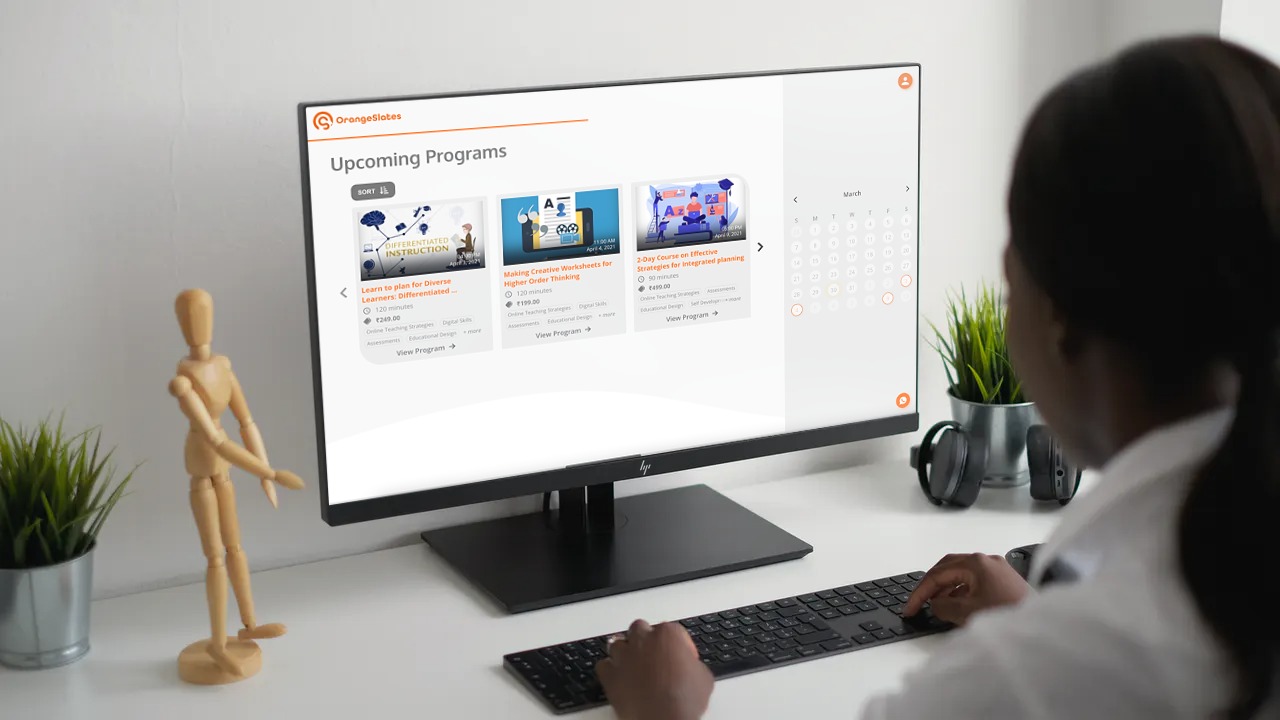 OrangeSlates
Upcoming Programs
SORT
DIFFERENTIATED
INSTRUCTION
April 3, 2021
Learn to plan for Diverse
Learners: Differentiated ...
120 minutes
₹249.00
Online Teaching Strategies Digital Skills
Assessments Educational Design + more
View Program →
A
11:00 AM
April 4, 2021
Making Creative Worksheets for
Higher Order Thinking
120 minutes
₹199.00
Online Teaching Strategies Digital Skills
Assessments Educational Design + more
View Program →
April 9, 2021
2-Day Course on Effective
Strategies for integrated planning
90 minutes
₹499.00
Online Teaching Strategies Assessments
Educational Design + more
View Program →
March
S M T W T F S
hp